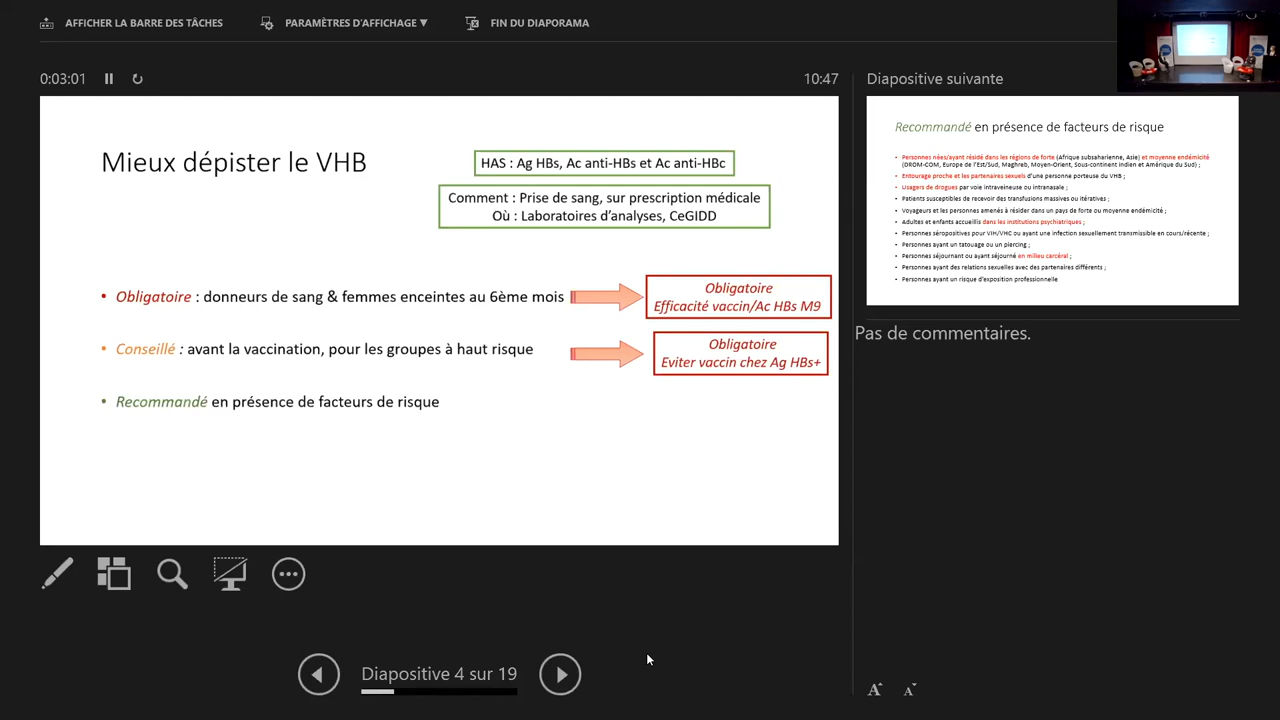 AFFICHER LA BARRE DES TÂCHES
PARAMÈTRES D'AFFICHAGE ▼
FIN DU DIAPORAMA
0:03:01
10:47
Mieux dépister le VHB
HAS : Ag HBs, Ac anti-HBs et Ac anti-HBc
Comment : Prise de sang, sur prescription médicale
Où : Laboratoires d'analyses, CeGIDD
• Obligatoire : donneurs de sang & femmes enceintes au 6ème mois
Obligatoire
Efficacité vaccin/Ac HBs M9
• Conseillé : avant la vaccination, pour les groupes à haut risque
Obligatoire
Eviter vaccin chez Ag HBs+
• Recommandé en présence de facteurs de risque
Diapositive 4 sur 19
Diapositive suivante
Recommandé en présence de facteurs de risque
• Personnes nées/ayant résidé dans les régions de forte (Afrique subsaharienne, Asie) et moyenne endémicité
(DROM-COM, Europe de l'Est/Sud, Maghreb, Moyen-Orient, Sous-continent indien et Amérique du Sud) ;
• Entourage proche et les partenaires sexuels d'une personne porteuse du VHB ;
• Usagers de drogues par voie intraveineuse ou intranasale ;
• Patients susceptibles de recevoir des transfusions massives ou itératives ;
• Voyageurs et les personnes amenés à résider dans un pays de forte ou moyenne endémicité ;
• Adultes et enfants accueillis dans les institutions psychiatriques ;
• Personnes séropositives pour VIH/VHC ou ayant une infection sexuellement transmissible en cours/récente ;
• Personnes ayant un tatouage ou un piercing ;
• Personnes séjournant ou ayant séjourné en milieu carcéral ;
• Personnes ayant des relations sexuelles avec des partenaires différents ;
• Personnes ayant un risque d'exposition professionnelle
Pas de commentaires.
A A